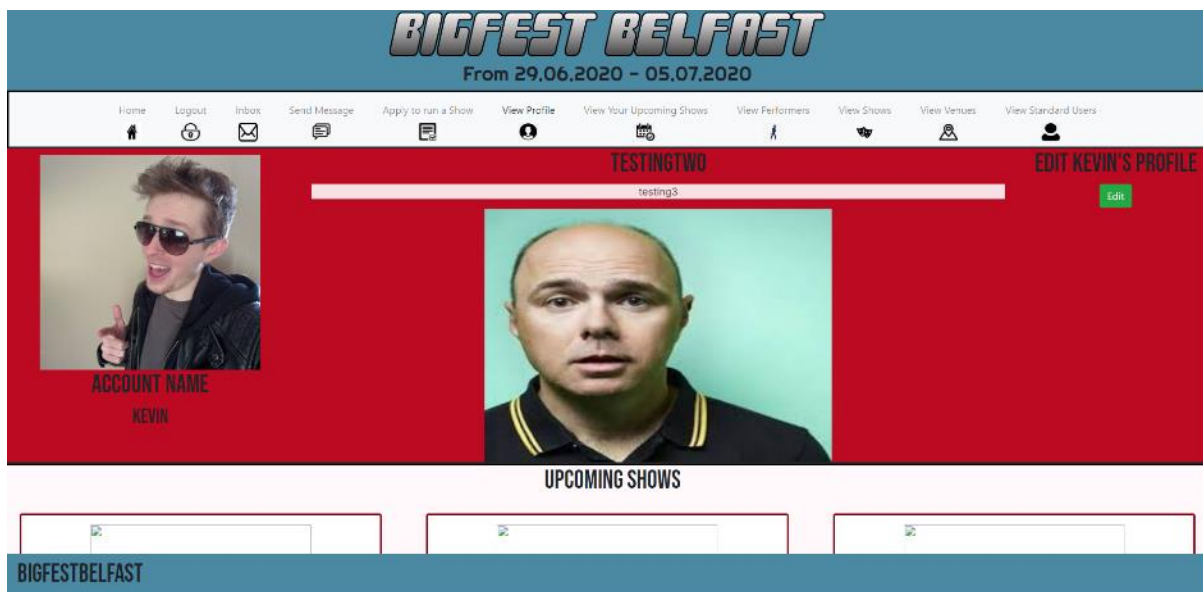 BIGFEST BELFAST
From 29.06.2020 - 05.07.2020
Home Logout Inbox Send Message Apply to run a Show View Profile View Your Upcoming Shows View Performers View Shows View Venues View Standard Users
TESTINGTWO
EDIT KEVIN'S PROFILE
testing3
Edit
ACCOUNT NAME
KEVIN
UPCOMING SHOWS
BIGFESTBELFAST